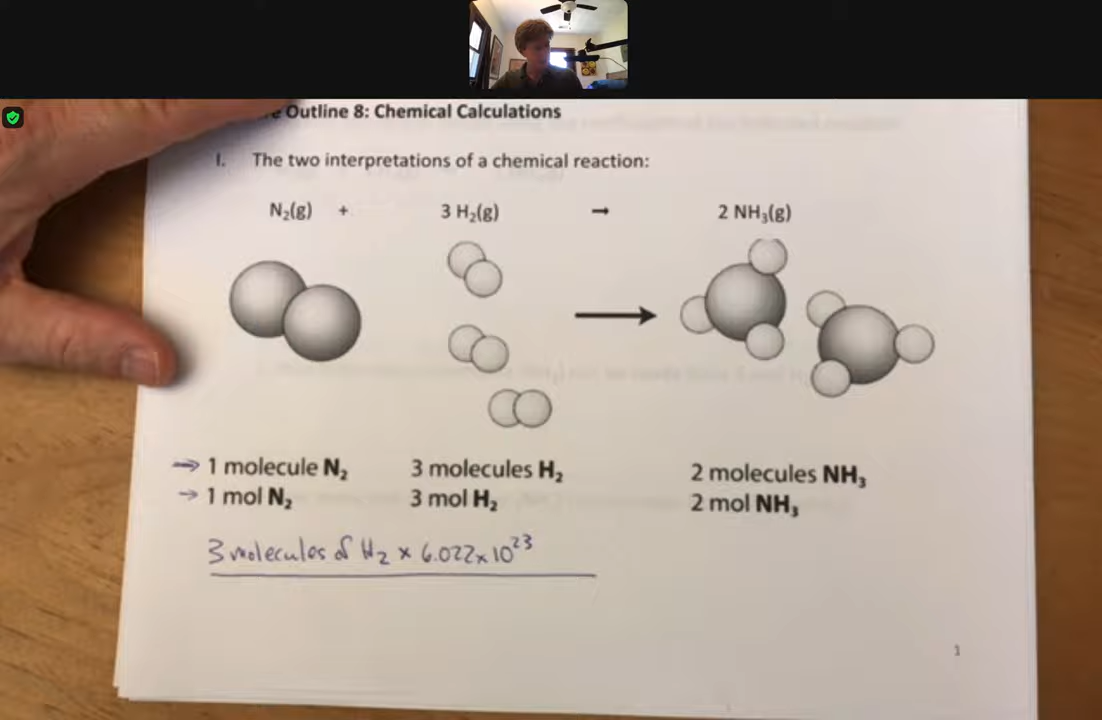 Outline 8: Chemical Calculations
I. The two interpretations of a chemical reaction:
N₂(g) + 3 H₂(g) → 2 NH₃(g)
→ 1 molecule N₂ 3 molecules H₂ 2 molecules NH₃
→ 1 mol N₂ 3 mol H₂ 2 mol NH₃
3 molecules of H₂ × 6.022×10²³
1